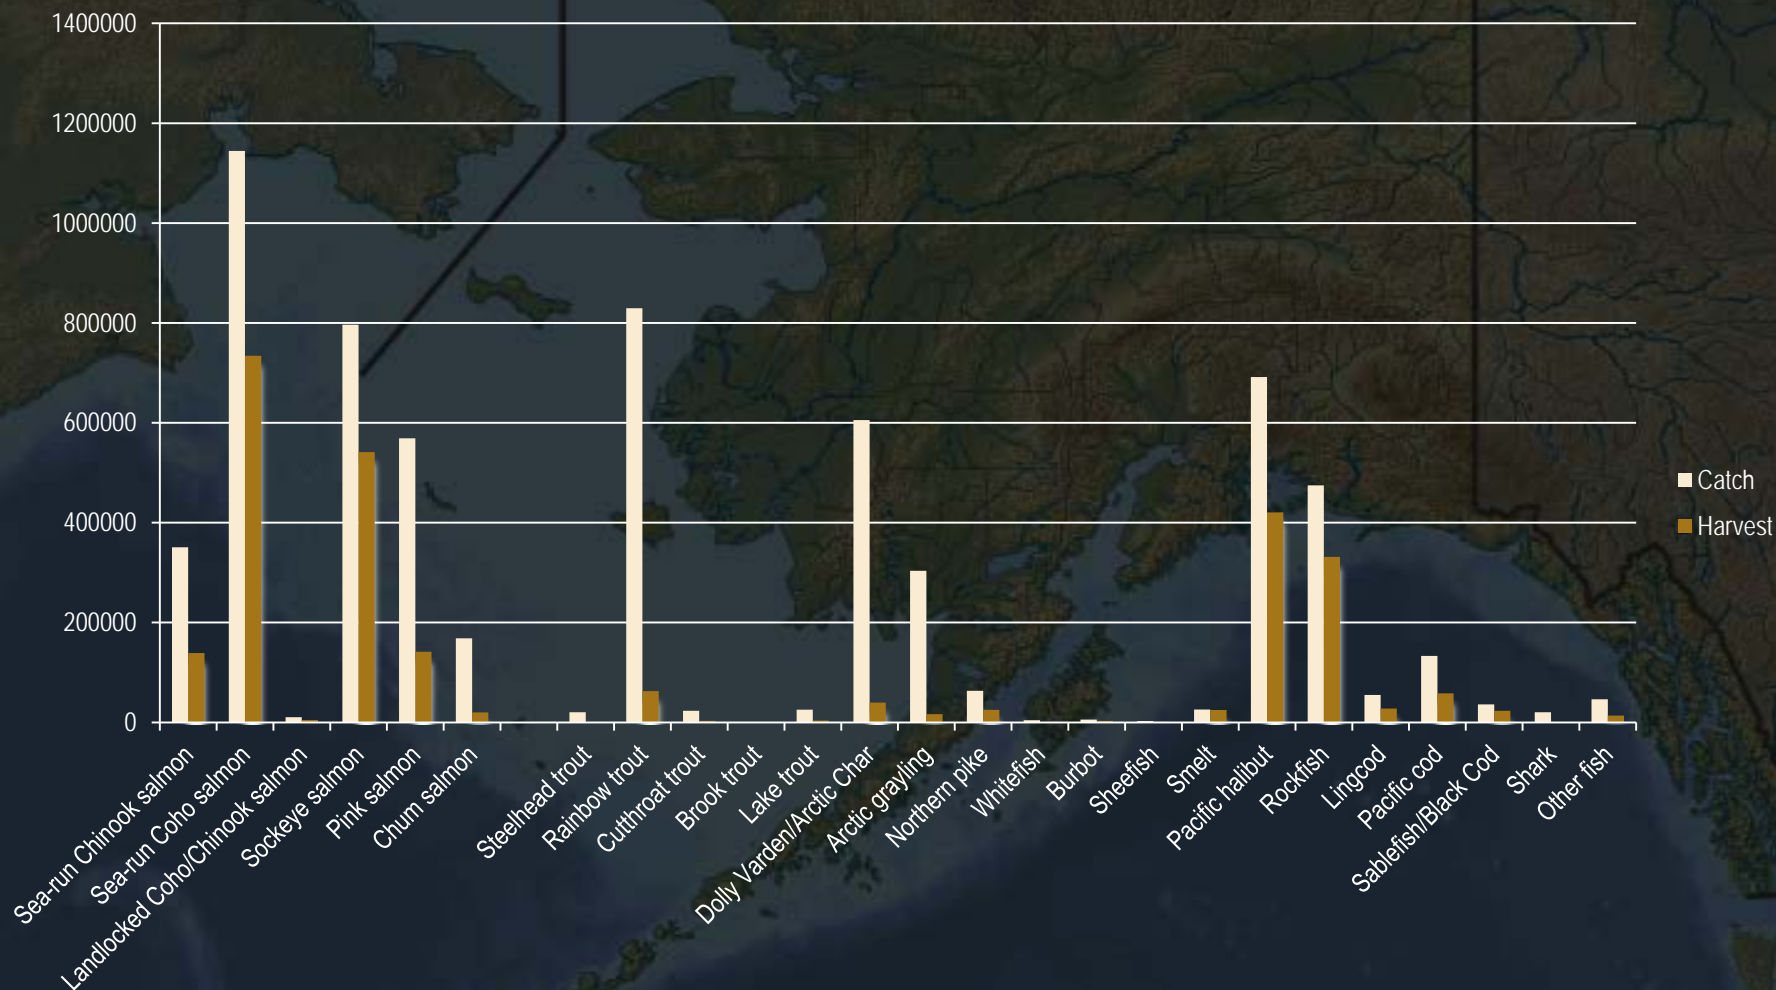 1400000
1200000
1000000
800000
600000
400000
200000
0
Sea-run Chinook salmon
Sea-run Coho salmon
Landlocked Coho/Chinook salmon
Sockeye salmon
Pink salmon
Chum salmon
Steelhead trout
Rainbow trout
Cutthroat trout
Brook trout
Lake trout
Dolly Varden/Arctic Char
Arctic grayling
Northern pike
Whitefish
Burbot
Sheefish
Smelt
Pacific halibut
Rockfish
Lingcod
Pacific cod
Sablefish/Black Cod
Shark
Other fish
Catch
Harvest